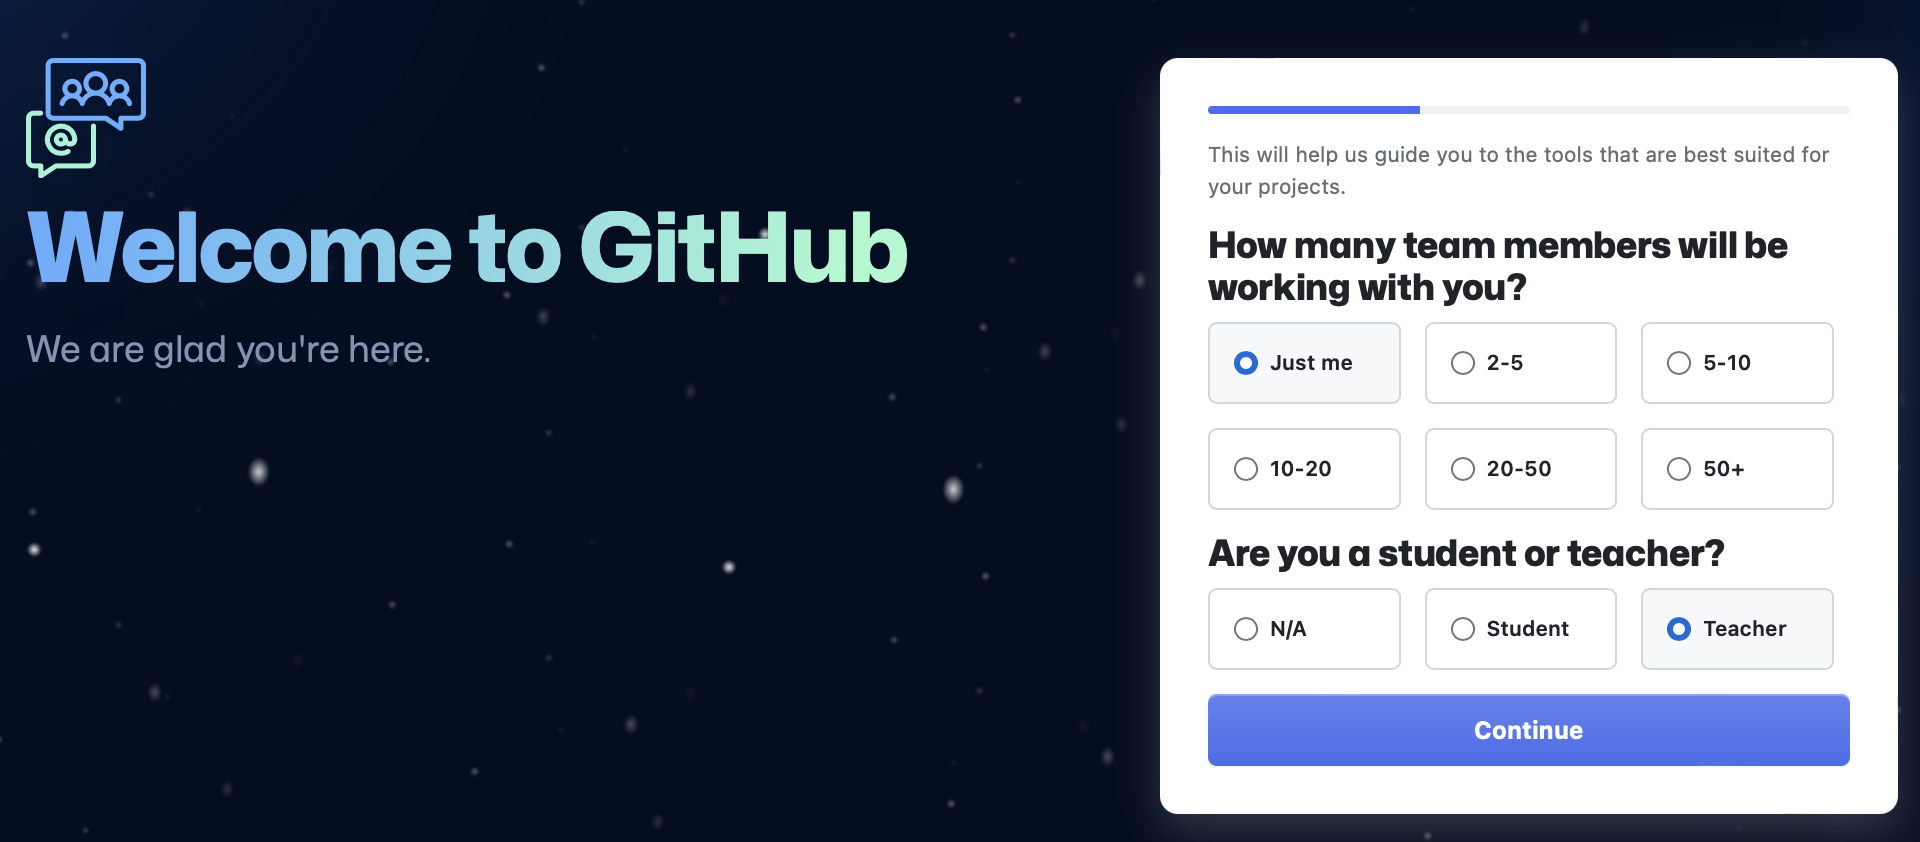 Welcome to GitHub
We are glad you're here.
This will help us guide you to the tools that are best suited for
your projects.
How many team members will be
working with you?
Just me
2-5
5-10
10-20
20-50
50+
Are you a student or teacher?
N/A
Student
Teacher
Continue